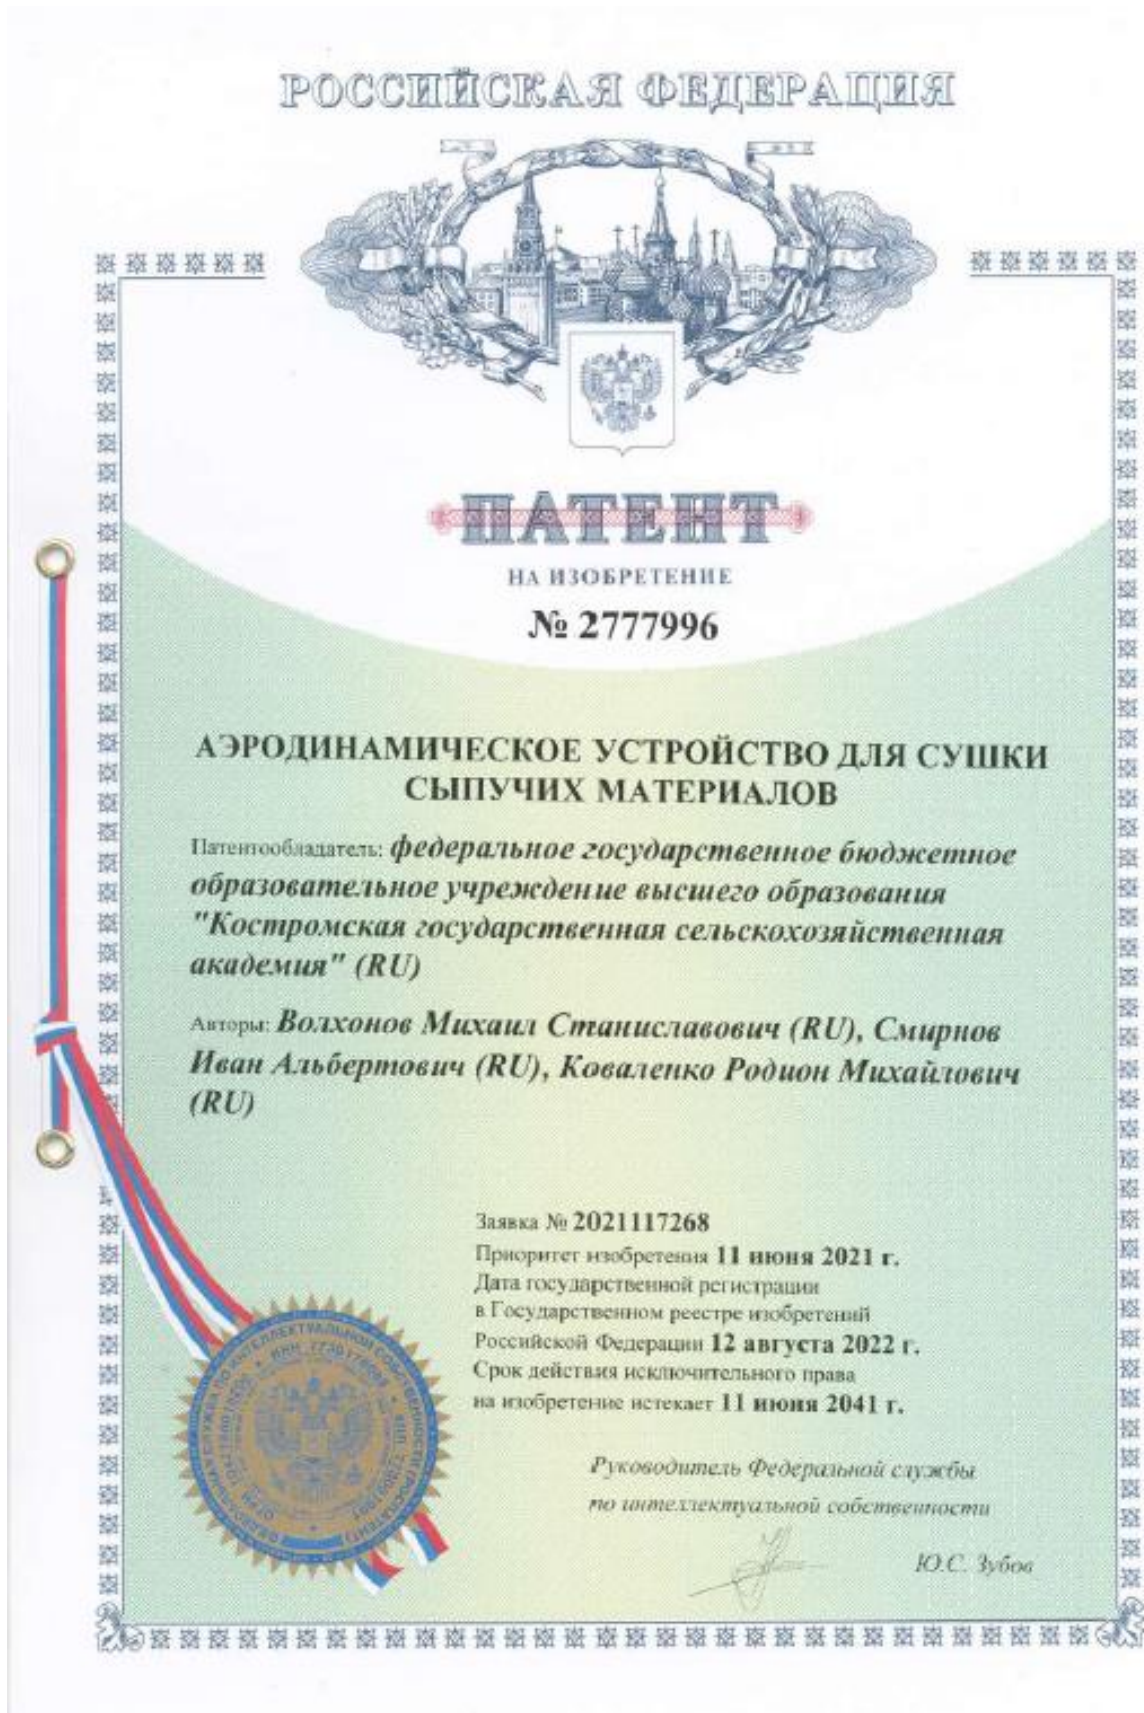 РОССИЙСКАЯ ФЕДЕРАЦИЯ
ПАТЕНТ
НА ИЗОБРЕТЕНИЕ
№ 2777996
АЭРОДИНАМИЧЕСКОЕ УСТРОЙСТВО ДЛЯ СУШКИ
СЫПУЧИХ МАТЕРИАЛОВ
Патентообладатель: федеральное государственное бюджетное
образовательное учреждение высшего образования
"Костромская государственная сельскохозяйственная
академия" (RU)
Авторы: Волхонов Михаил Станиславович (RU), Смирнов
Иван Альбертович (RU), Коваленко Родион Михайлович
(RU)
Заявка № 2021117268
Приоритет изобретения 11 июня 2021 г.
Дата государственной регистрации
в Государственном реестре изобретений
Российской Федерации 12 августа 2022 г.
Срок действия исключительного права
на изобретение истекает 11 июня 2041 г.
Руководитель Федеральной службы
по интеллектуальной собственности
Ю.С. Зубов